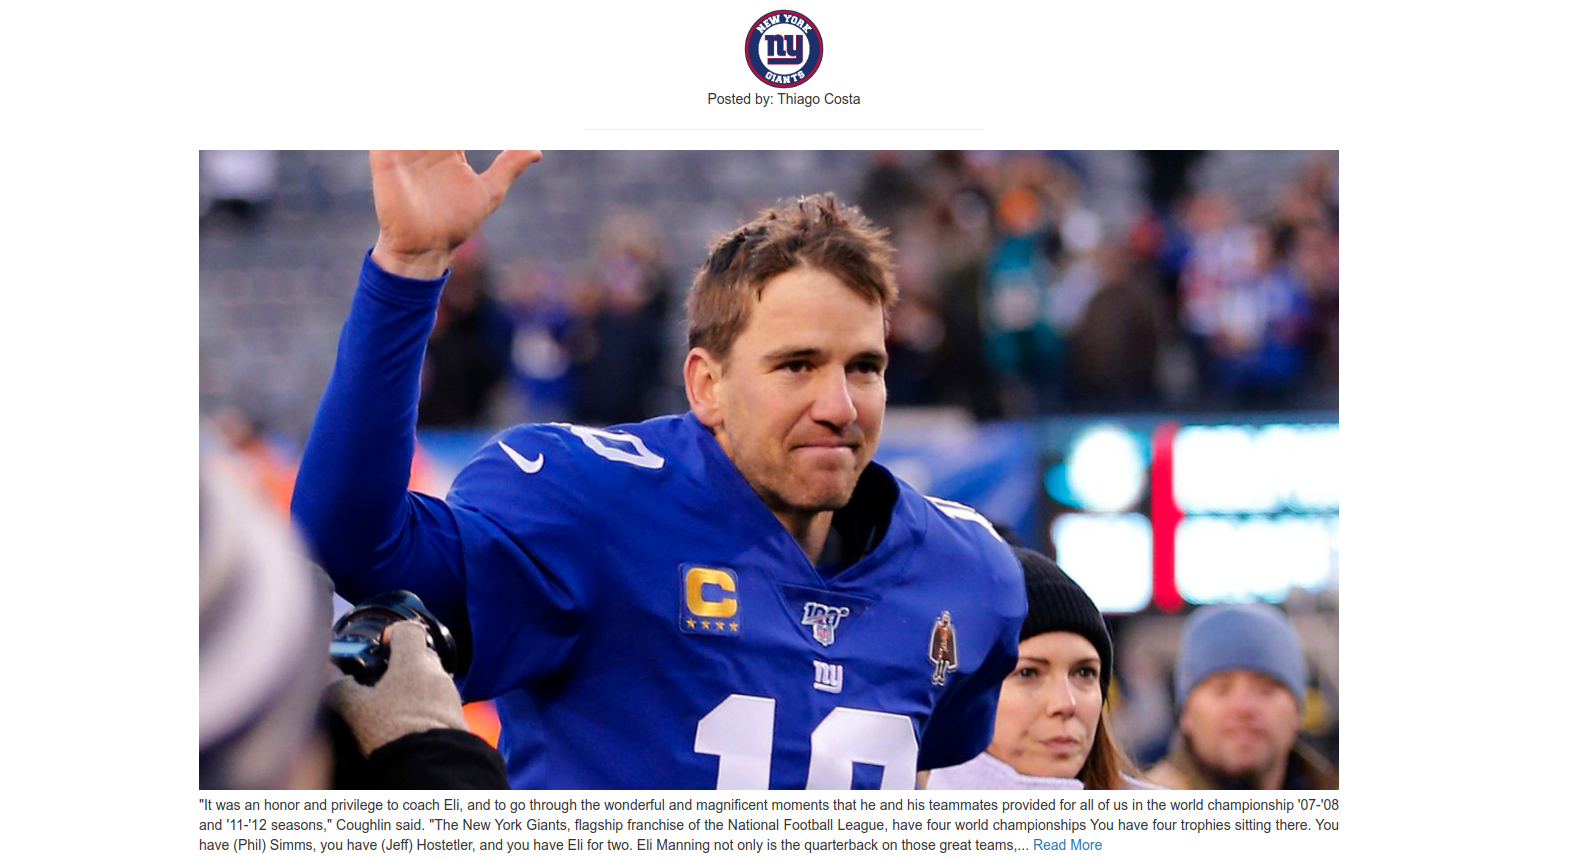 NEW YORK
ny
GIANTS
Posted by: Thiago Costa
10
C
100
NFL
ny
10
"It was an honor and privilege to coach Eli, and to go through the wonderful and magnificent moments that he and his teammates provided for all of us in the world championship '07-'08
and '11-'12 seasons," Coughlin said. "The New York Giants, flagship franchise of the National Football League, have four world championships You have four trophies sitting there. You
have (Phil) Simms, you have (Jeff) Hostetler, and you have Eli for two. Eli Manning not only is the quarterback on those great teams,... Read More